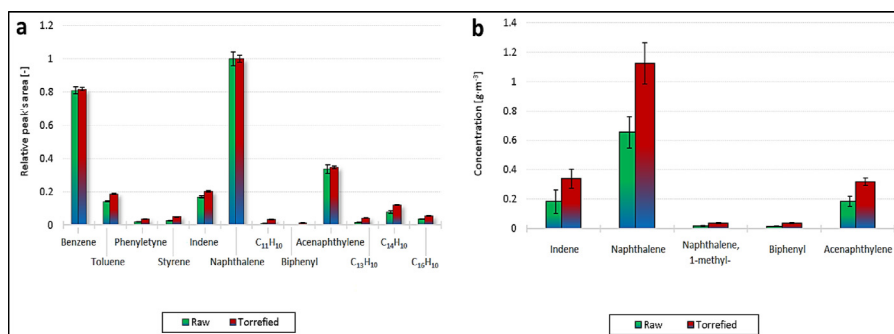 a
Relative peak's area [-]
1.2
1
0.8
0.6
0.4
0.2
0
Benzene
Toluene
Phenyletyne
Styrene
Indene
Naphthalene
C₁₁H₁₀
Biphenyl
Acenaphthylene
C₁₃H₁₀
C₁₄H₁₀
C₁₆H₁₀
Raw
Torrefied
b
Concentration [g·m⁻³]
1.4
1.2
1
0.8
0.6
0.4
0.2
0
Indene
Naphthalene
Naphthalene,
1-methyl-
Biphenyl
Acenaphtylene
Raw
Torrefied